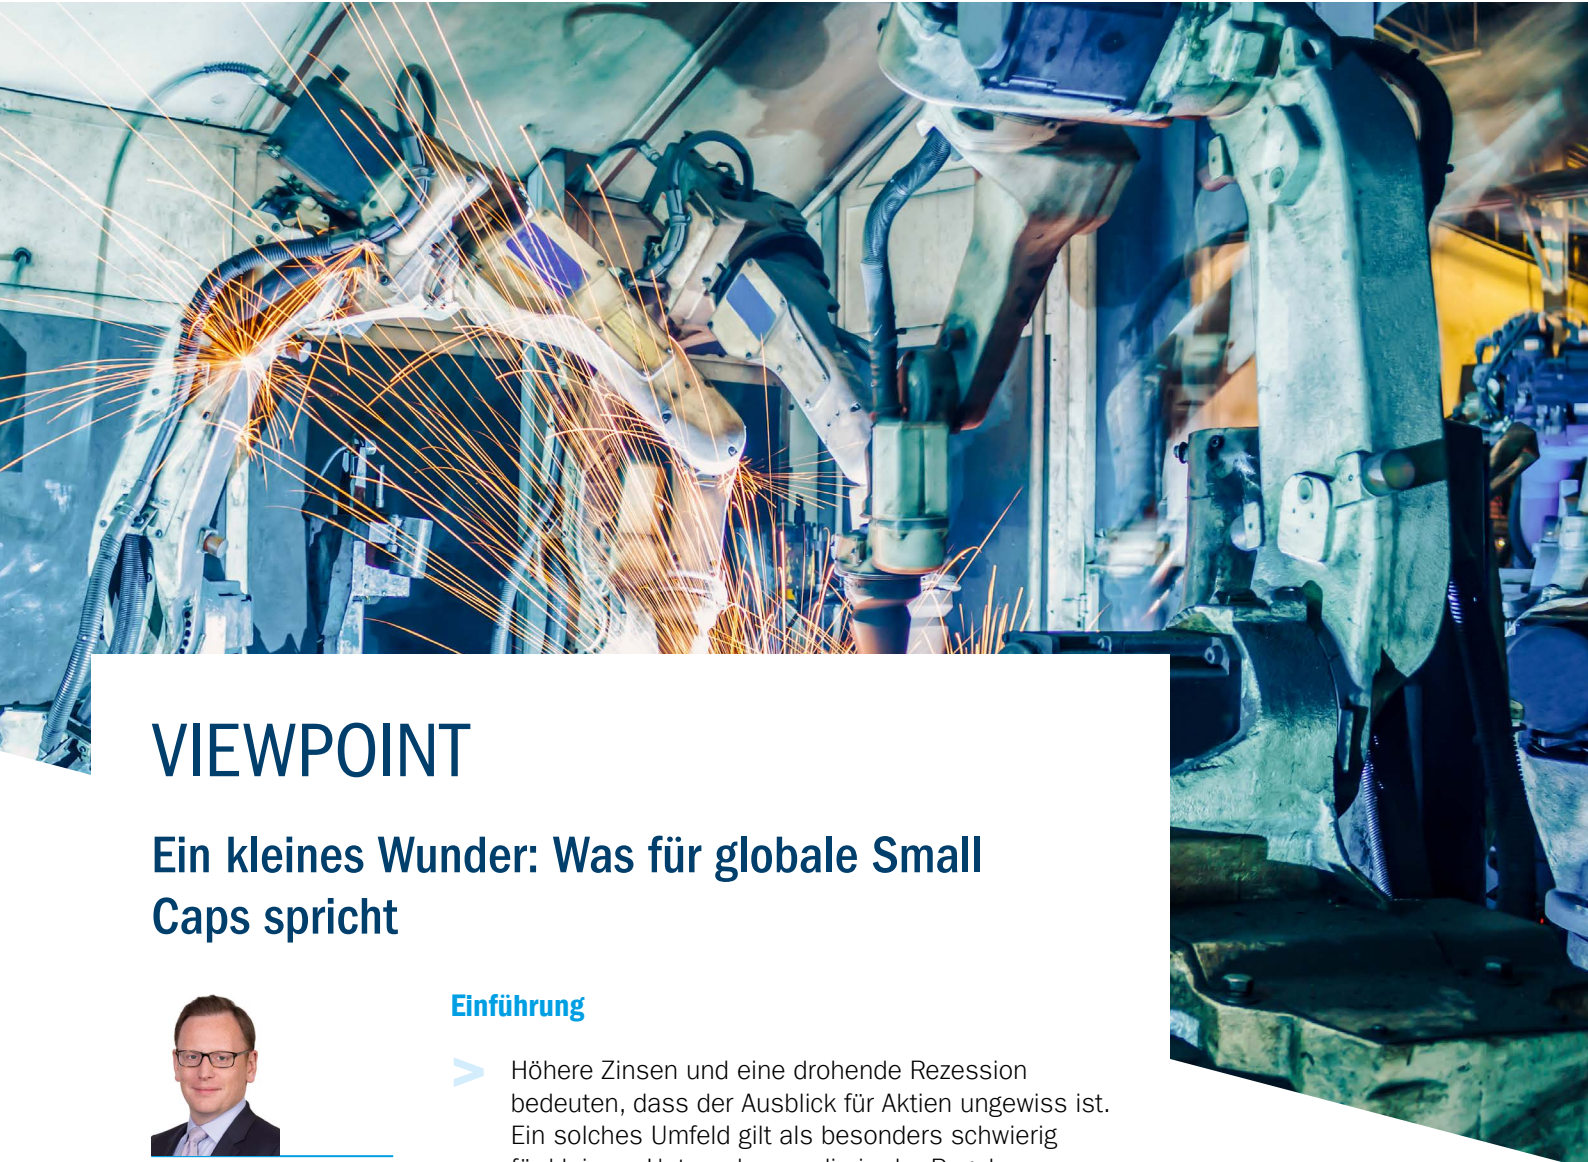 VIEWPOINT
Ein kleines Wunder: Was für globale Small
Caps spricht
Einführung
> Höhere Zinsen und eine drohende Rezession
bedeuten, dass der Ausblick für Aktien ungewiss ist.
Ein solches Umfeld gilt als besonders schwierig